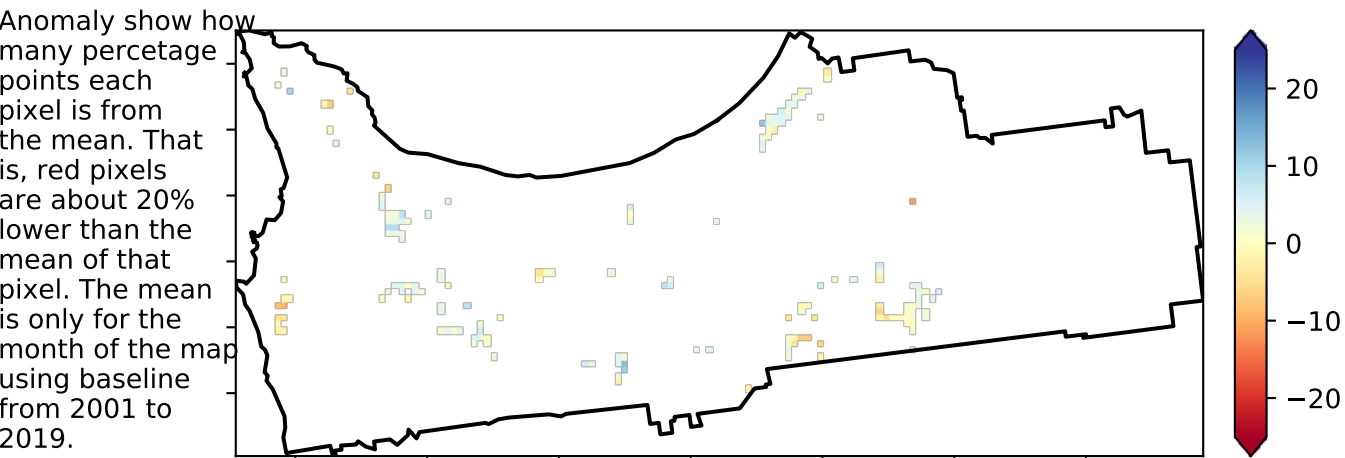 Anomaly show how
many percetage
points each
pixel is from
the mean. That
is, red pixels
are about 20%
lower than the
mean of that
pixel. The mean
is only for the
month of the map
using baseline
from 2001 to
2019.
20
10
0
−10
−20